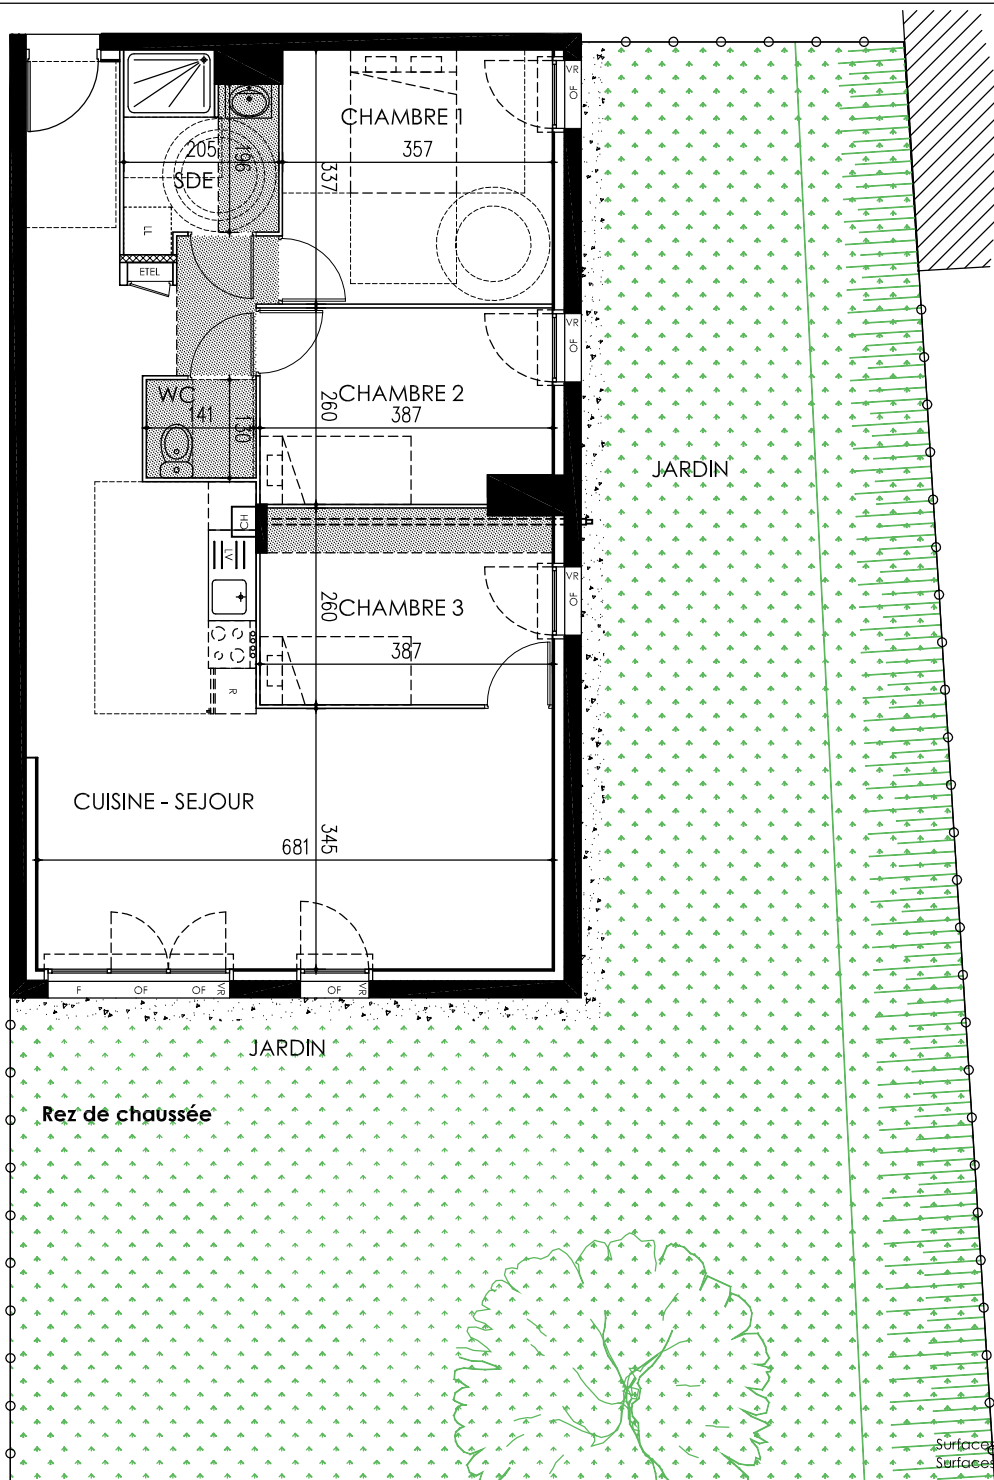 VR
OF
CHAMBRE 1
205
196
357
337
SDE
LL
ETEL
VR
OF
WC
141
130
CHAMBRE 2
260
387
JARDIN
CH
LV
VR
OF
CHAMBRE 3
260
387
R
CUISINE - SEJOUR
681
345
F
OF
OF
VR
OF
VR
JARDIN
Rez de chaussée
Surfaces
Surfaces